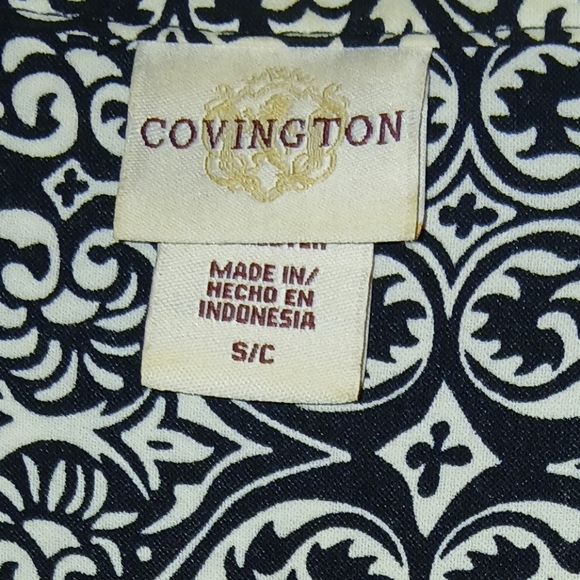 COVINGTON
MADE IN/
HECHO EN
INDONESIA
S/C